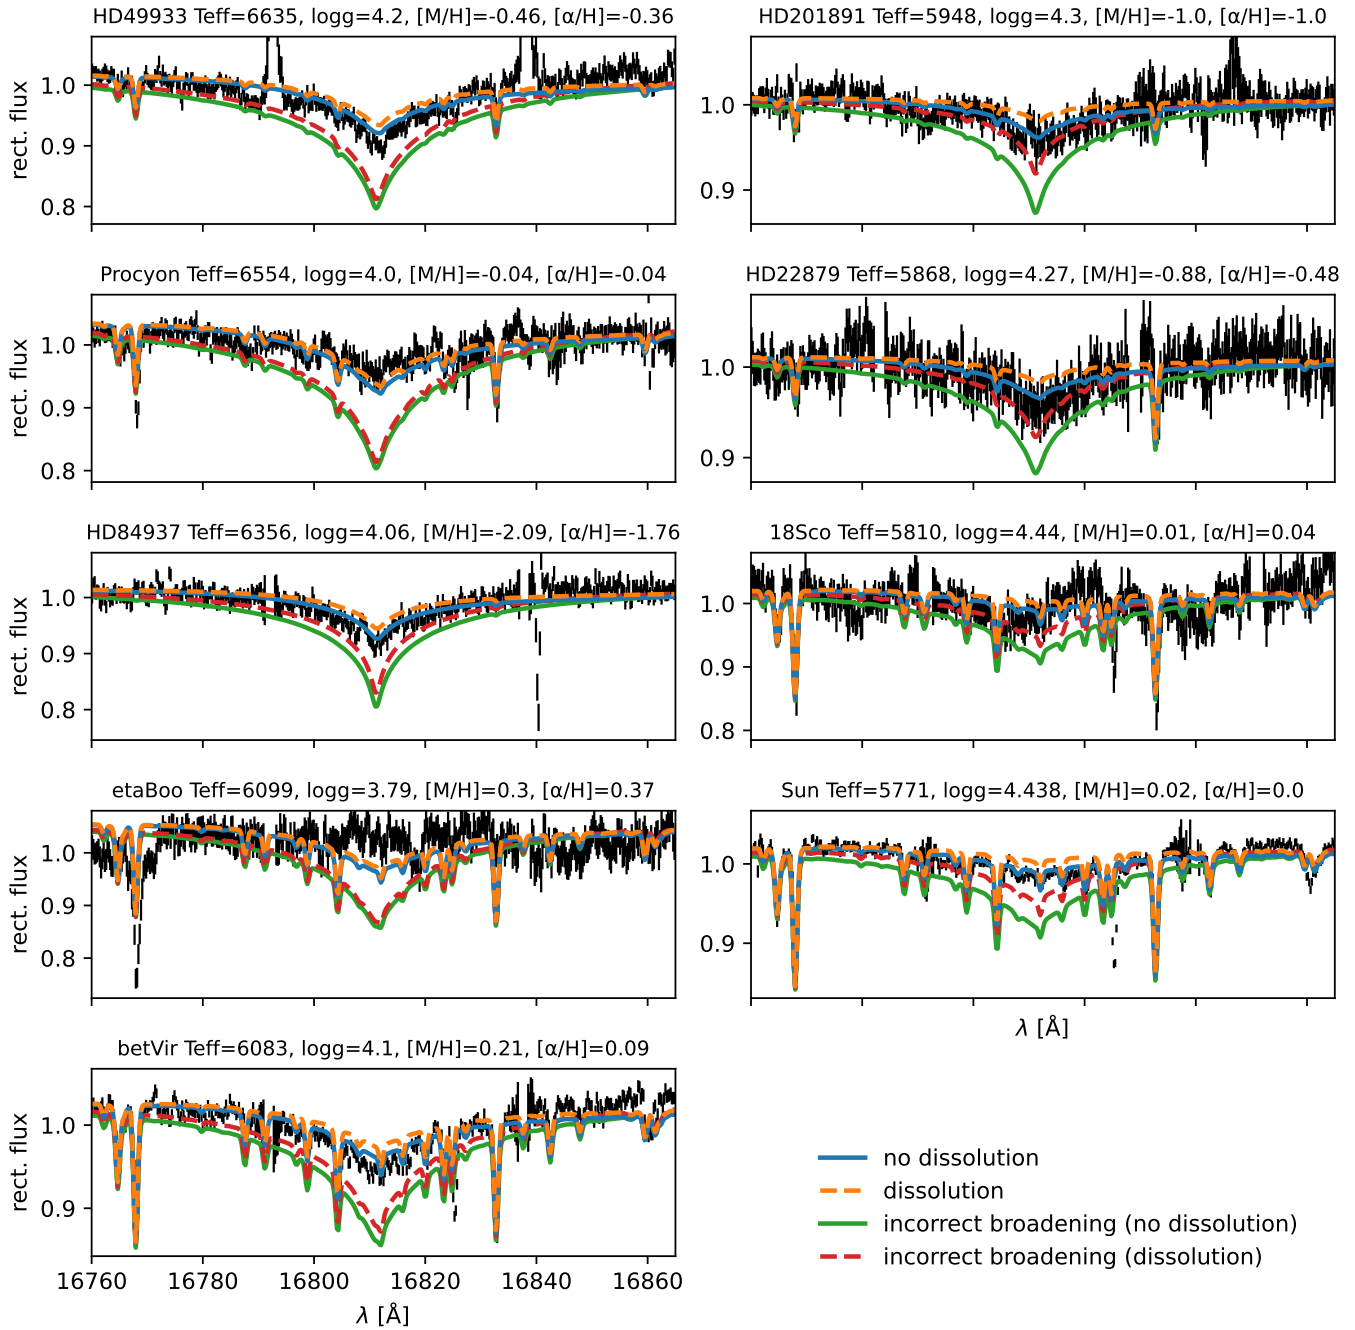 HD49933 Teff=6635, logg=4.2, [M/H]=-0.46, [α/H]=-0.36
rect. flux
1.0
0.9
0.8
HD201891 Teff=5948, logg=4.3, [M/H]=-1.0, [α/H]=-1.0
1.0
0.9
Procyon Teff=6554, logg=4.0, [M/H]=-0.04, [α/H]=-0.04
rect. flux
1.0
0.9
0.8
HD22879 Teff=5868, logg=4.27, [M/H]=-0.88, [α/H]=-0.48
1.0
0.9
HD84937 Teff=6356, logg=4.06, [M/H]=-2.09, [α/H]=-1.76
rect. flux
1.0
0.9
0.8
18Sco Teff=5810, logg=4.44, [M/H]=0.01, [α/H]=0.04
1.0
0.9
0.8
etaBoo Teff=6099, logg=3.79, [M/H]=0.3, [α/H]=0.37
rect. flux
1.0
0.9
0.8
Sun Teff=5771, logg=4.438, [M/H]=0.02, [α/H]=0.0
1.0
0.9
λ [Å]
betVir Teff=6083, logg=4.1, [M/H]=0.21, [α/H]=0.09
rect. flux
1.0
0.9
16760 16780 16800 16820 16840 16860
λ [Å]
no dissolution
dissolution
incorrect broadening (no dissolution)
incorrect broadening (dissolution)